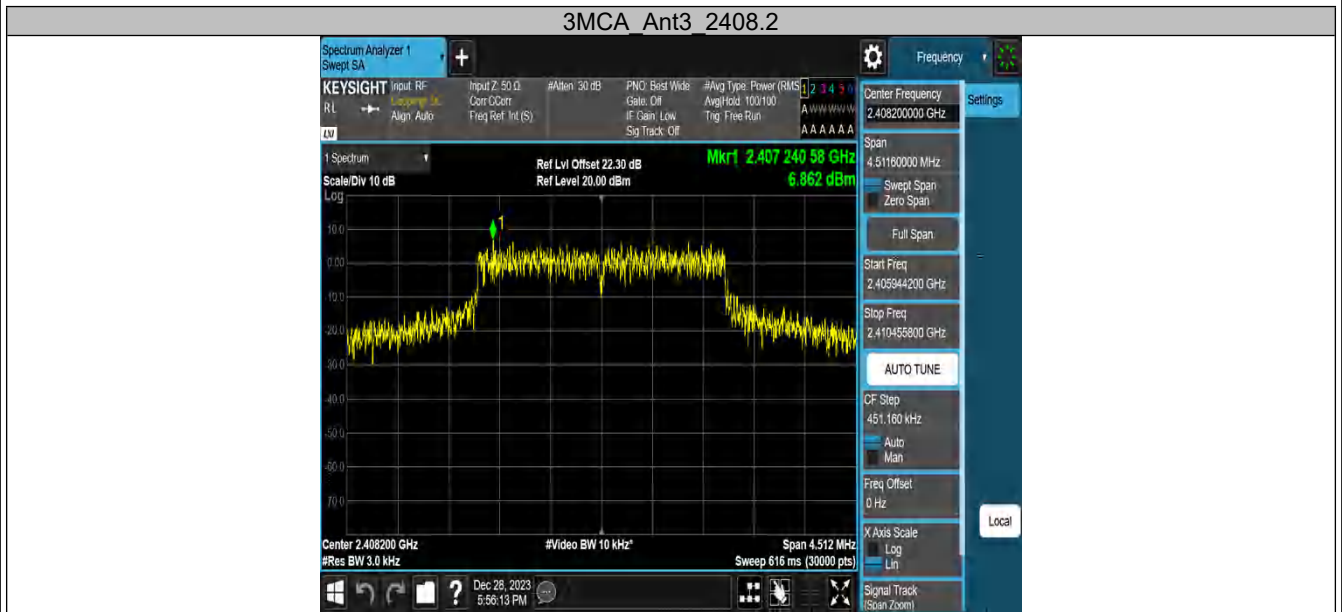 3MCA_Ant3_2408.2
Spectrum Analyzer 1
Swept SA
+
Frequency
KEYSIGHT
RL
LXI
Input: RF
Align: Auto
Input Z: 50 Ω
Corr CCorr
Freq Ref: Int (S)
#Atten: 30 dB
PNO: Best Wide
Gate: Off
IF Gain: Low
Sig Track: Off
#Avg Type: Power (RMS
Avg|Hold: 100/100
Trig: Free Run
1 2 3 4 5 6
A W W W W W
A A A A A A
1 Spectrum
Scale/Div 10 dB
Log
Ref Lvl Offset 22.30 dB
Ref Level 20.00 dBm
Mkr1 2.407 240 58 GHz
6.862 dBm
1
10.0
0.00
-10.0
-20.0
-30.0
-40.0
-50.0
-60.0
-70.0
Center 2.408200 GHz
#Res BW 3.0 kHz
#Video BW 10 kHz*
Span 4.512 MHz
Sweep 616 ms (30000 pts)
?
Dec 28, 2023
5:56:13 PM
Center Frequency
2.408200000 GHz
Settings
Span
4.51160000 MHz
Swept Span
Zero Span
Full Span
Start Freq
2.405944200 GHz
Stop Freq
2.410455800 GHz
AUTO TUNE
CF Step
451.160 kHz
Auto
Man
Freq Offset
0 Hz
X Axis Scale
Log
Lin
Local
Signal Track
(Span Zoom)